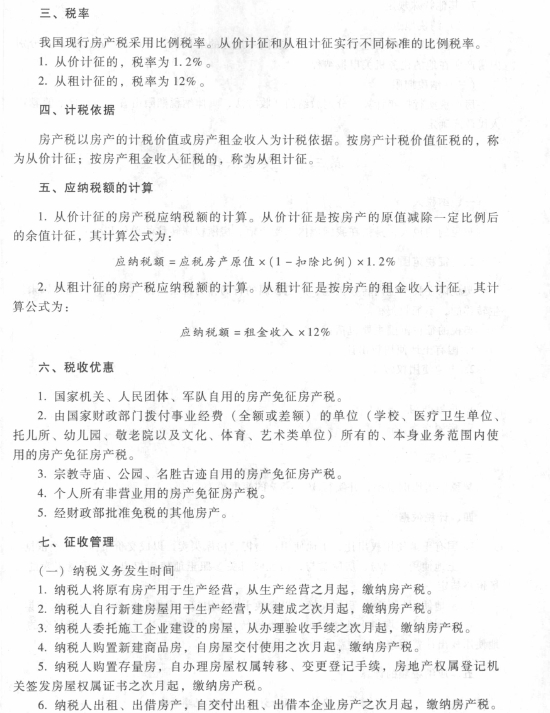 三、税率
我国现行房产税采用比例税率。从价计征和从租计征实行不同标准的比例税率。
1. 从价计征的，税率为1.2%。
2. 从租计征的，税率为12%。
四、计税依据
房产税以房产的计税价值或房产租金收入为计税依据。按房产计税价值征税的，称
为从价计征；按房产租金收入征税的，称为从租计征。
五、应纳税额的计算
1. 从价计征的房产税应纳税额的计算。从价计征是按房产的原值减除一定比例后
的余值计征，其计算公式为：
应纳税额=应税房产原值×(1-扣除比例)×1.2%
2. 从租计征的房产税应纳税额的计算。从租计征是按房产的租金收入计征，其计
算公式为：
应纳税额=租金收入×12%
六、税收优惠
1. 国家机关、人民团体、军队自用的房产免征房产税。
2. 由国家财政部门拨付事业经费（全额或差额）的单位（学校、医疗卫生单位、
托儿所、幼儿园、敬老院以及文化、体育、艺术类单位）所有的、本身业务范围内使
用的房产免征房产税。
3. 宗教寺庙、公园、名胜古迹自用的房产免征房产税。
4. 个人所有非营业用的房产免征房产税。
5. 经财政部批准免税的其他房产。
七、征收管理
（一）纳税义务发生时间
1. 纳税人将原有房产用于生产经营，从生产经营之月起，缴纳房产税。
2. 纳税人自行新建房屋用于生产经营，从建成之次月起，缴纳房产税。
3. 纳税人委托施工企业建设的房屋，从办理验收手续之次月起，缴纳房产税。
4. 纳税人购置新建商品房，自房屋交付使用之次月起，缴纳房产税。
5. 纳税人购置存量房，自办理房屋权属转移、变更登记手续，房地产权属登记机
关签发房屋权属证书之次月起，缴纳房产税。
6. 纳税人出租、出借房产，自交付出租、出借本企业房产之次月起，缴纳房产税。